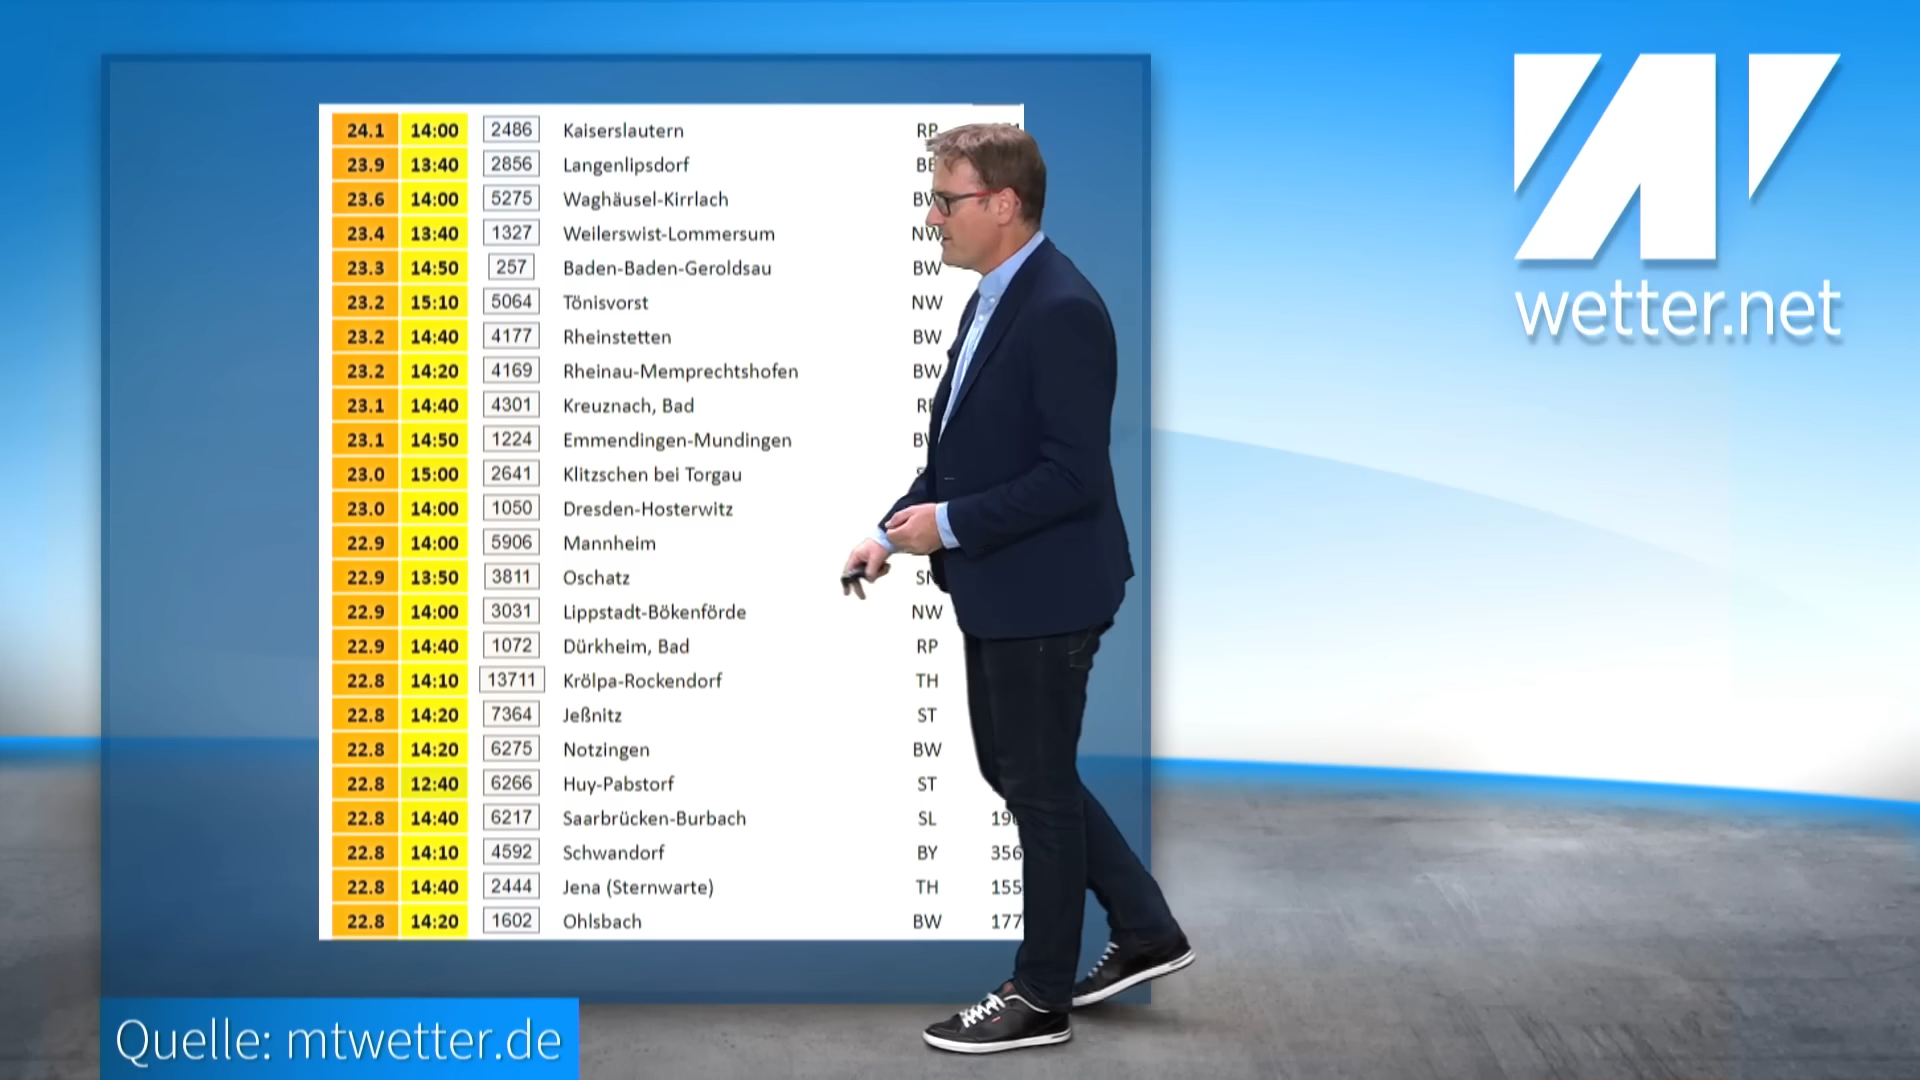 24.1 14:00 2486 Kaiserslautern RP
23.9 13:40 2856 Langenlipsdorf
23.6 14:00 5275 Waghäusel-Kirrlach
23.4 13:40 1327 Weilerswist-Lommersum NW
23.3 14:50 257 Baden-Baden-Geroldsau BW
23.2 15:10 5064 Tönisvorst NW
23.2 14:40 4177 Rheinstetten BW
23.2 14:20 4169 Rheinau-Memprechtshofen BW
23.1 14:40 4301 Kreuznach, Bad
23.1 14:50 1224 Emmendingen-Mundingen
23.0 15:00 2641 Klitzschen bei Torgau
23.0 14:00 1050 Dresden-Hosterwitz
22.9 14:00 5906 Mannheim
22.9 13:50 3811 Oschatz SN
22.9 14:00 3031 Lippstadt-Bökenförde NW
22.9 14:40 1072 Dürkheim, Bad RP
22.8 14:10 13711 Krölpa-Rockendorf TH
22.8 14:20 7364 Jeßnitz ST
22.8 14:20 6275 Notzingen BW
22.8 12:40 6266 Huy-Pabstorf ST
22.8 14:40 6217 Saarbrücken-Burbach SL
22.8 14:10 4592 Schwandorf BY 356
22.8 14:40 2444 Jena (Sternwarte) TH 155
22.8 14:20 1602 Ohlsbach BW 177
wetter.net
Quelle: mtwetter.de